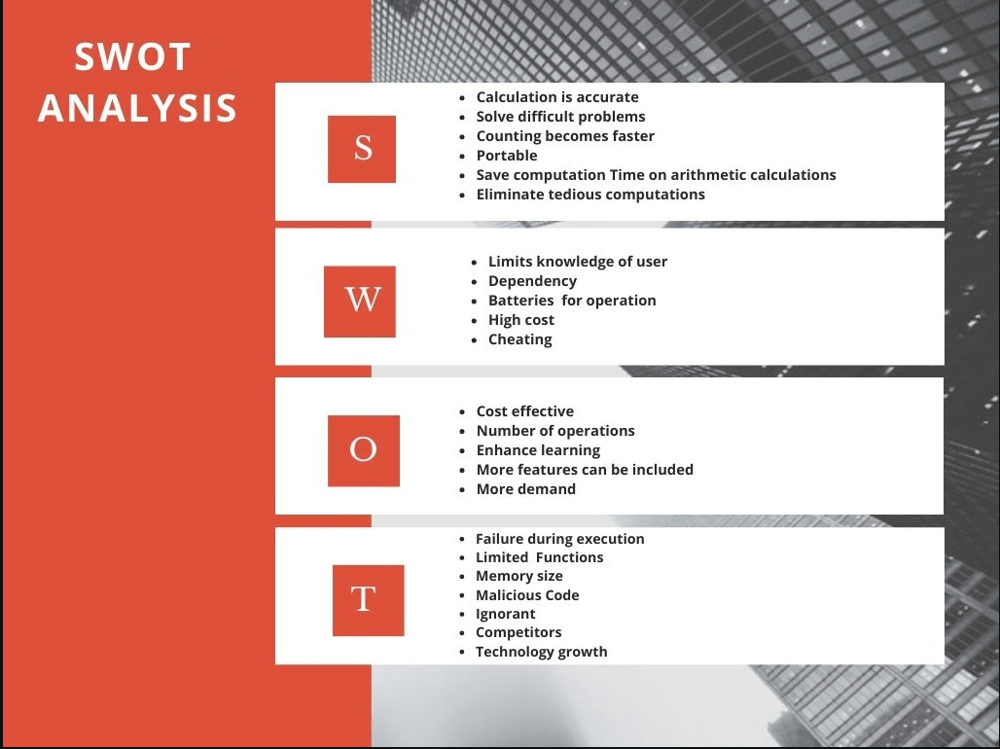 SWOT
ANALYSIS
S
• Calculation is accurate
• Solve difficult problems
• Counting becomes faster
• Portable
• Save computation Time on arithmetic calculations
• Eliminate tedious computations
W
• Limits knowledge of user
• Dependency
• Batteries  for operation
• High cost
• Cheating
O
• Cost effective
• Number of operations
• Enhance learning
• More features can be included
• More demand
T
• Failure during execution
• Limited  Functions
• Memory size
• Malicious Code
• Ignorant
• Competitors
• Technology growth